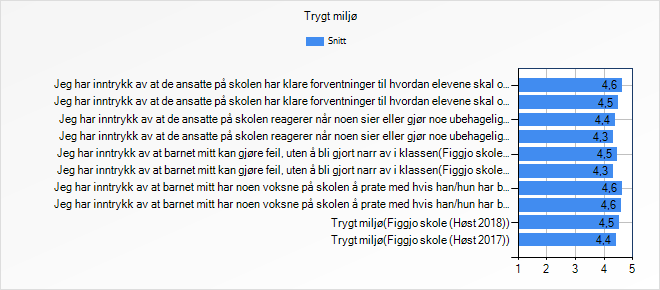 Trygt miljø
Snitt
Jeg har inntrykk av at de ansatte på skolen har klare forventninger til hvordan elevene skal o... 4,6
Jeg har inntrykk av at de ansatte på skolen har klare forventninger til hvordan elevene skal o... 4,5
Jeg har inntrykk av at de ansatte på skolen reagerer når noen sier eller gjør noe ubehagelig... 4,4
Jeg har inntrykk av at de ansatte på skolen reagerer når noen sier eller gjør noe ubehagelig... 4,3
Jeg har inntrykk av at barnet mitt kan gjøre feil, uten å bli gjort narr av i klassen(Figgjo skole... 4,5
Jeg har inntrykk av at barnet mitt kan gjøre feil, uten å bli gjort narr av i klassen(Figgjo skole... 4,3
Jeg har inntrykk av at barnet mitt har noen voksne på skolen å prate med hvis han/hun har b... 4,6
Jeg har inntrykk av at barnet mitt har noen voksne på skolen å prate med hvis han/hun har b... 4,6
Trygt miljø(Figgjo skole (Høst 2018)) 4,5
Trygt miljø(Figgjo skole (Høst 2017)) 4,4
1 2 3 4 5